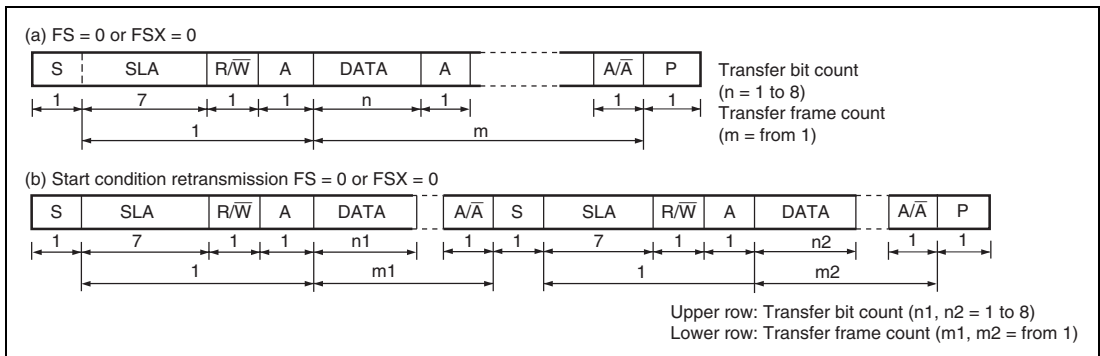 (a) FS = 0 or FSX = 0
S SLA R/W̅ A DATA A A/A̅ P
1 7 1 1 n 1 1 1
1 m
Transfer bit count
(n = 1 to 8)
Transfer frame count
(m = from 1)
(b) Start condition retransmission FS = 0 or FSX = 0
S SLA R/W̅ A DATA A/A̅ S SLA R/W̅ A DATA A/A̅ P
1 7 1 1 n1 1 1 7 1 1 n2 1 1
1 m1 1 m2
Upper row: Transfer bit count (n1, n2 = 1 to 8)
Lower row: Transfer frame count (m1, m2 = from 1)